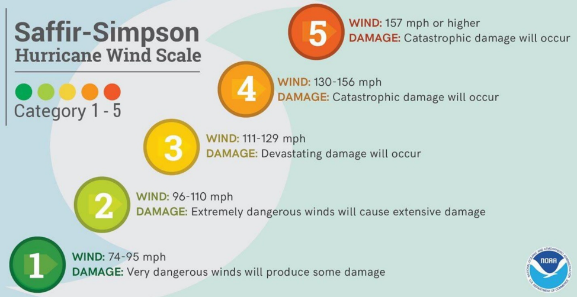 Saffir-Simpson
Hurricane Wind Scale
Category 1 - 5
5
WIND: 157 mph or higher
DAMAGE: Catastrophic damage will occur
4
WIND: 130-156 mph
DAMAGE: Catastrophic damage will occur
3
WIND: 111-129 mph
DAMAGE: Devastating damage will occur
2
WIND: 96-110 mph
DAMAGE: Extremely dangerous winds will cause extensive damage
1
WIND: 74-95 mph
DAMAGE: Very dangerous winds will produce some damage
NOAA